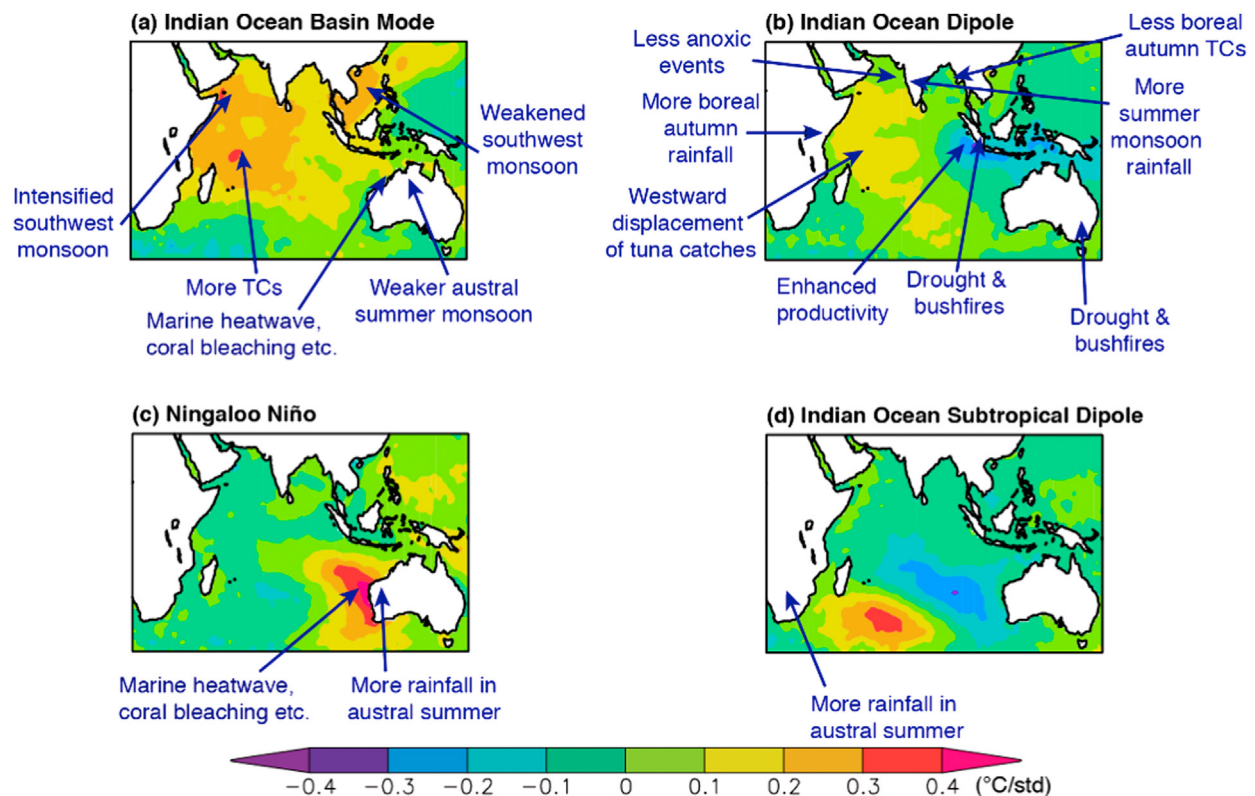 (a) Indian Ocean Basin Mode
Intensified
southwest
monsoon
More TCs
Marine heatwave,
coral bleaching etc.
Weaker austral
summer monsoon
Weakened
southwest
monsoon
(b) Indian Ocean Dipole
Less anoxic
events
More boreal
autumn
rainfall
Westward
displacement
of tuna catches
Enhanced
productivity
Drought &
bushfires
Drought &
bushfires
Less boreal
autumn TCs
More
summer
monsoon
rainfall
(c) Ningaloo Niño
Marine heatwave,
coral bleaching etc.
More rainfall in
austral summer
(d) Indian Ocean Subtropical Dipole
More rainfall in
austral summer
−0.4 −0.3 −0.2 −0.1 0 0.1 0.2 0.3 0.4 (°C/std)